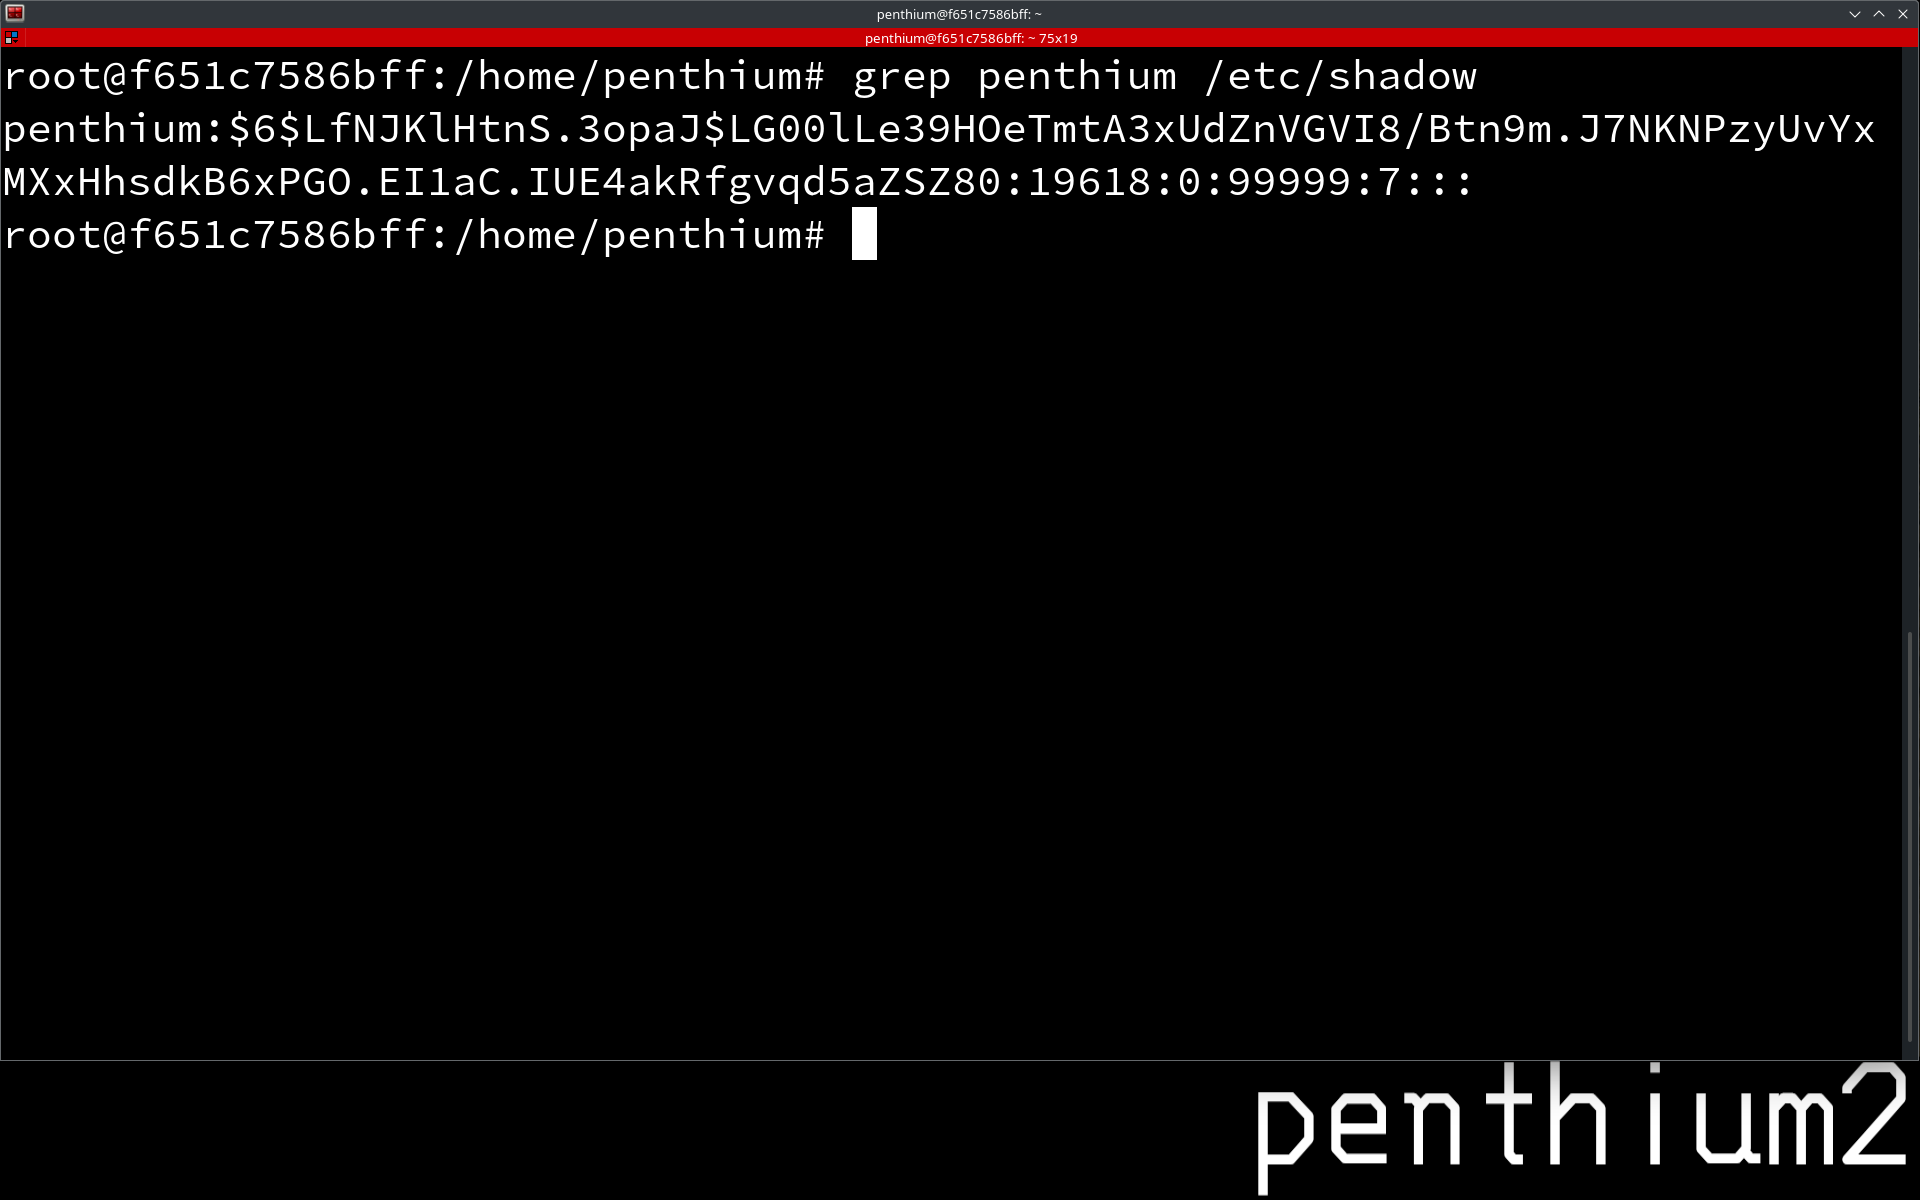 penthium@f651c7586bff: ~
penthium@f651c7586bff: ~ 75x19
root@f651c7586bff:/home/penthium# grep penthium /etc/shadow
penthium:$6$LfNJKlHtnS.3opaJ$LG00lLe39HOeTmtA3xUdZnVGVI8/Btn9m.J7NKNPzyUvYx
MXxHhsdkB6xPGO.EI1aC.IUE4akRfgvqd5aZSZ80:19618:0:99999:7:::
root@f651c7586bff:/home/penthium#
penthium2